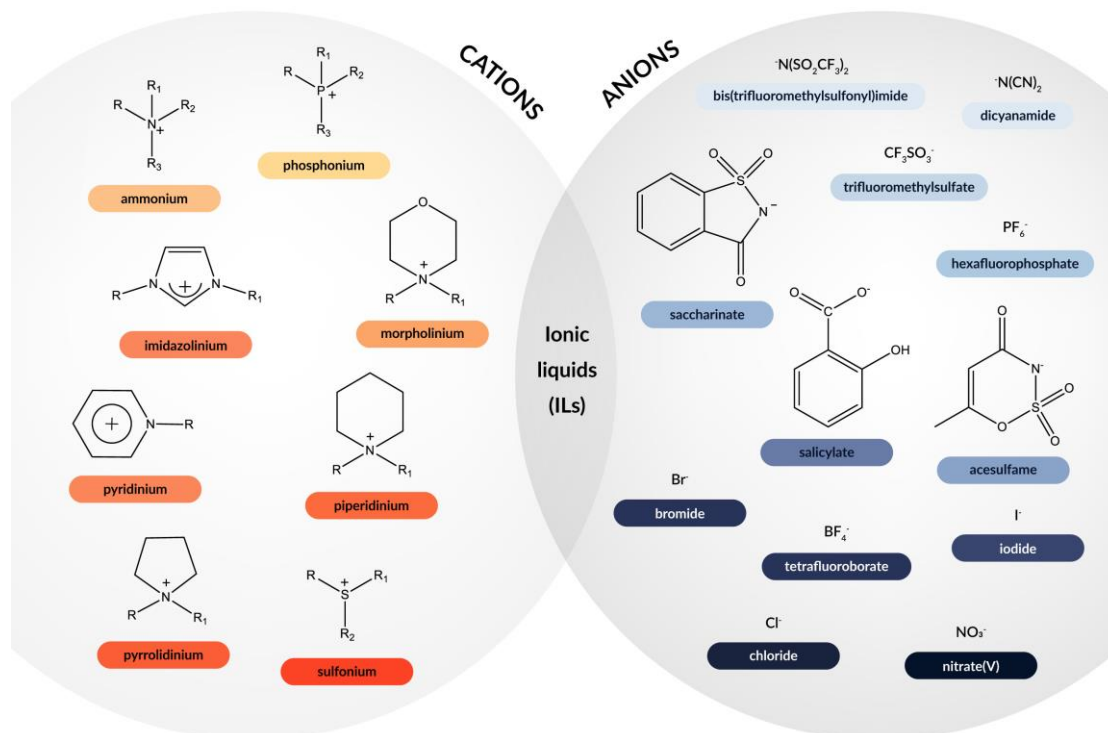 CATIONS
R₁
R
N
+
R₂
R₃
ammonium
R₁
R
P
+
R₂
R₃
phosphonium
R
N
+
N
R₁
imidazolinium
O
+
N
R
R₁
morpholinium
+
N
R
pyridinium
+
N
R
R₁
piperidinium
+
N
R
R₁
pyrrolidinium
+
R
S
R₁
R₂
sulfonium
Ionic
liquids
(ILs)
ANIONS
⁻N(SO₂CF₃)₂
bis(trifluoromethylsulfonyl)imide
⁻N(CN)₂
dicyanamide
CF₃SO₃⁻
trifluoromethylsulfate
O
O
S
N⁻
O
saccharinate
PF₆⁻
hexafluorophosphate
O
O⁻
C
OH
salicylate
O
N⁻
S
O
O
O
acesulfame
Br⁻
bromide
I⁻
iodide
BF₄⁻
tetrafluoroborate
Cl⁻
chloride
NO₃⁻
nitrate(V)